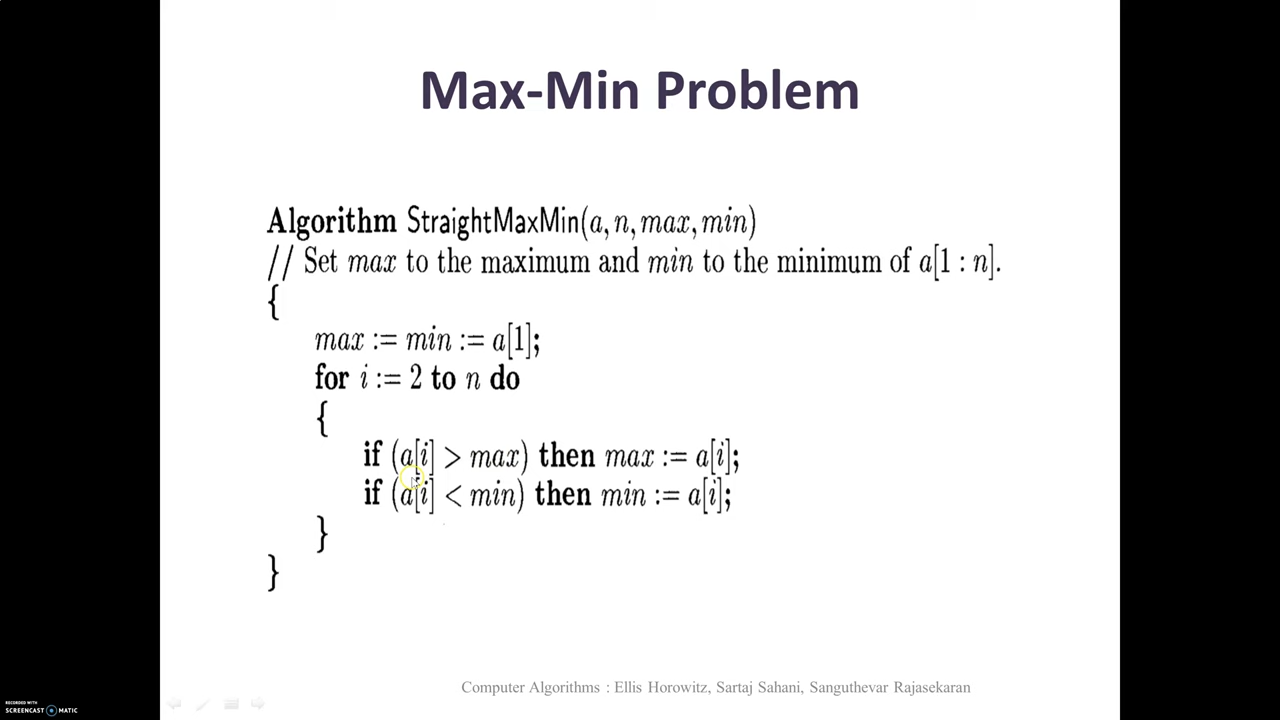 Max-Min Problem
Algorithm StraightMaxMin(a, n, max, min)
// Set max to the maximum and min to the minimum of a[1 : n].
{
max := min := a[1];
for i := 2 to n do
{
if (a[i] > max) then max := a[i];
if (a[i] < min) then min := a[i];
}
}
Computer Algorithms : Ellis Horowitz, Sartaj Sahani, Sanguthevar Rajasekaran
RECORDED WITH
SCREENCAST MATIC